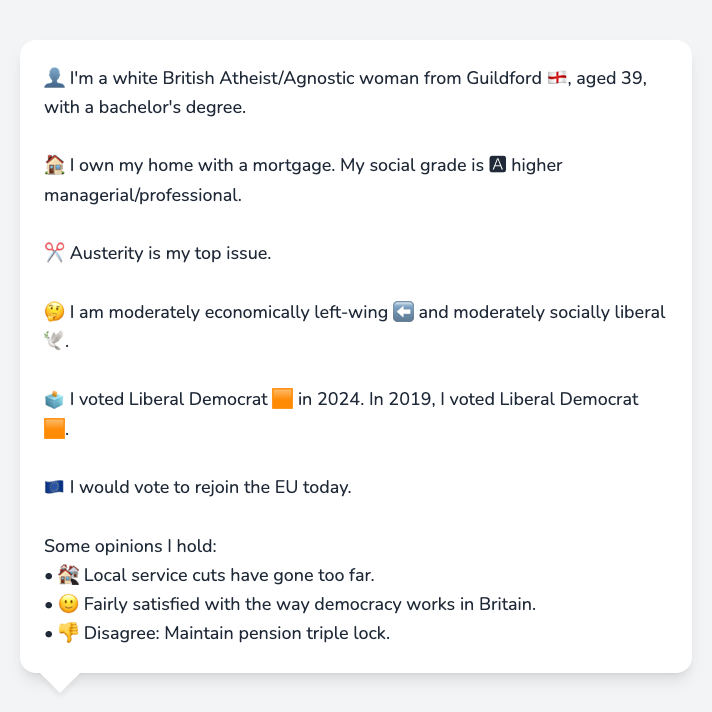 👤 I'm a white British Atheist/Agnostic woman from Guildford 🏴󠁧󠁢󠁥󠁮󠁧󠁿, aged 39,
with a bachelor's degree.
🏠 I own my home with a mortgage. My social grade is 🅰 higher
managerial/professional.
✂️ Austerity is my top issue.
🤔 I am moderately economically left-wing ⬅️ and moderately socially liberal
🕊️.
🗳️ I voted Liberal Democrat 🟧 in 2024. In 2019, I voted Liberal Democrat
🟧.
🇪🇺 I would vote to rejoin the EU today.
Some opinions I hold:
• 🏚️ Local service cuts have gone too far.
• 🙂 Fairly satisfied with the way democracy works in Britain.
• 👎 Disagree: Maintain pension triple lock.